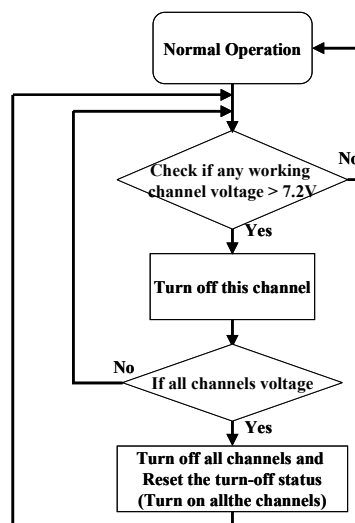 Normal Operation
Check if any working
channel voltage > 7.2V
No
Yes
Turn off this channel
No
If all channels voltage
Yes
Turn off all channels and
Reset the turn-off status
(Turn on allthe channels)